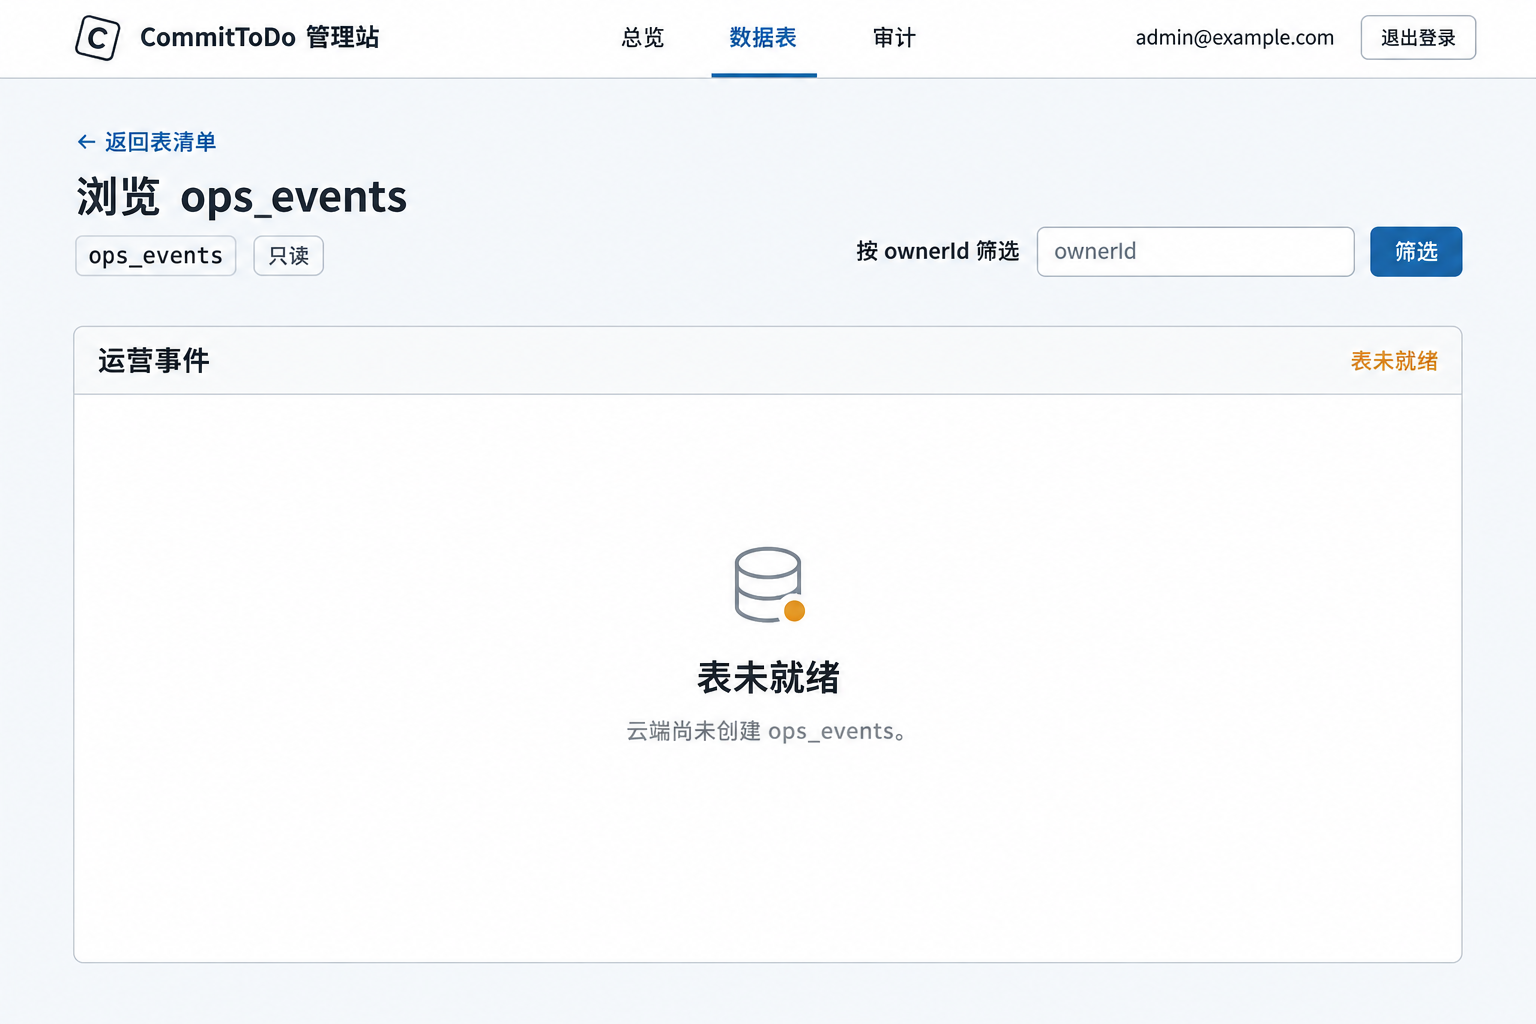 C CommitToDo 管理站 总览 数据表 审计 admin@example.com 退出登录
← 返回表清单
浏览 ops_events
ops_events 只读 按 ownerId 筛选 ownerId 筛选
运营事件 表未就绪
表未就绪
云端尚未创建 ops_events。